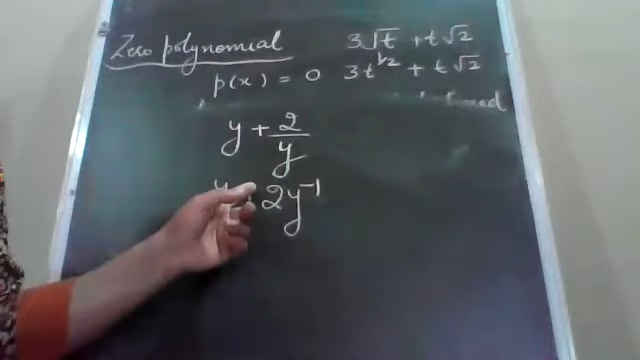 Zero polynomial
p(x) = 0
3√t + t√2
3t^1/2 + t√2
y + 2/y
y + 2y^-1